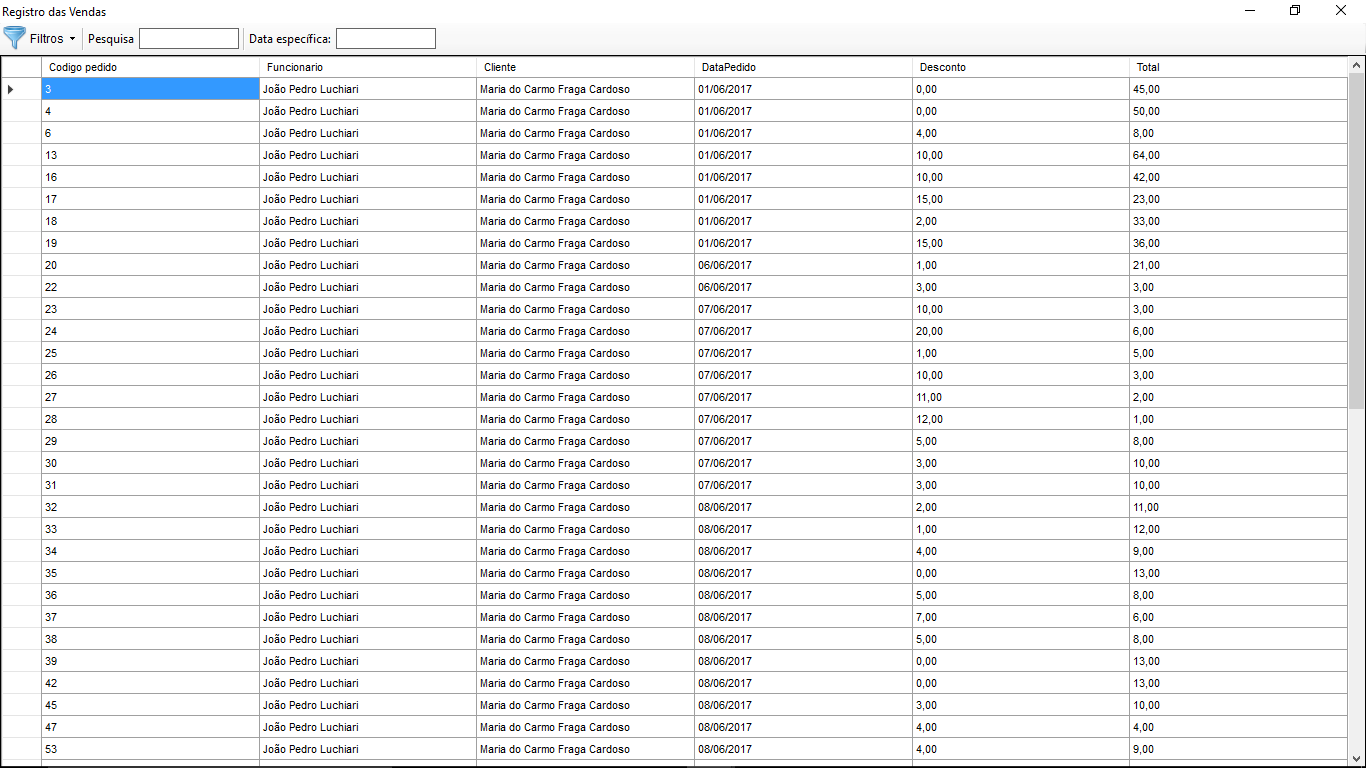 Registro das Vendas
Filtros Pesquisa Data específica:
Codigo pedido Funcionario Cliente DataPedido Desconto Total
3 João Pedro Luchiari Maria do Carmo Fraga Cardoso 01/06/2017 0,00 45,00
4 João Pedro Luchiari Maria do Carmo Fraga Cardoso 01/06/2017 0,00 50,00
6 João Pedro Luchiari Maria do Carmo Fraga Cardoso 01/06/2017 4,00 8,00
13 João Pedro Luchiari Maria do Carmo Fraga Cardoso 01/06/2017 10,00 64,00
16 João Pedro Luchiari Maria do Carmo Fraga Cardoso 01/06/2017 10,00 42,00
17 João Pedro Luchiari Maria do Carmo Fraga Cardoso 01/06/2017 15,00 23,00
18 João Pedro Luchiari Maria do Carmo Fraga Cardoso 01/06/2017 2,00 33,00
19 João Pedro Luchiari Maria do Carmo Fraga Cardoso 01/06/2017 15,00 36,00
20 João Pedro Luchiari Maria do Carmo Fraga Cardoso 06/06/2017 1,00 21,00
22 João Pedro Luchiari Maria do Carmo Fraga Cardoso 06/06/2017 3,00 3,00
23 João Pedro Luchiari Maria do Carmo Fraga Cardoso 07/06/2017 10,00 3,00
24 João Pedro Luchiari Maria do Carmo Fraga Cardoso 07/06/2017 20,00 6,00
25 João Pedro Luchiari Maria do Carmo Fraga Cardoso 07/06/2017 1,00 5,00
26 João Pedro Luchiari Maria do Carmo Fraga Cardoso 07/06/2017 10,00 3,00
27 João Pedro Luchiari Maria do Carmo Fraga Cardoso 07/06/2017 11,00 2,00
28 João Pedro Luchiari Maria do Carmo Fraga Cardoso 07/06/2017 12,00 1,00
29 João Pedro Luchiari Maria do Carmo Fraga Cardoso 07/06/2017 5,00 8,00
30 João Pedro Luchiari Maria do Carmo Fraga Cardoso 07/06/2017 3,00 10,00
31 João Pedro Luchiari Maria do Carmo Fraga Cardoso 07/06/2017 3,00 10,00
32 João Pedro Luchiari Maria do Carmo Fraga Cardoso 08/06/2017 2,00 11,00
33 João Pedro Luchiari Maria do Carmo Fraga Cardoso 08/06/2017 1,00 12,00
34 João Pedro Luchiari Maria do Carmo Fraga Cardoso 08/06/2017 4,00 9,00
35 João Pedro Luchiari Maria do Carmo Fraga Cardoso 08/06/2017 0,00 13,00
36 João Pedro Luchiari Maria do Carmo Fraga Cardoso 08/06/2017 5,00 8,00
37 João Pedro Luchiari Maria do Carmo Fraga Cardoso 08/06/2017 7,00 6,00
38 João Pedro Luchiari Maria do Carmo Fraga Cardoso 08/06/2017 5,00 8,00
39 João Pedro Luchiari Maria do Carmo Fraga Cardoso 08/06/2017 0,00 13,00
42 João Pedro Luchiari Maria do Carmo Fraga Cardoso 08/06/2017 0,00 13,00
45 João Pedro Luchiari Maria do Carmo Fraga Cardoso 08/06/2017 3,00 10,00
47 João Pedro Luchiari Maria do Carmo Fraga Cardoso 08/06/2017 4,00 4,00
53 João Pedro Luchiari Maria do Carmo Fraga Cardoso 08/06/2017 4,00 9,00